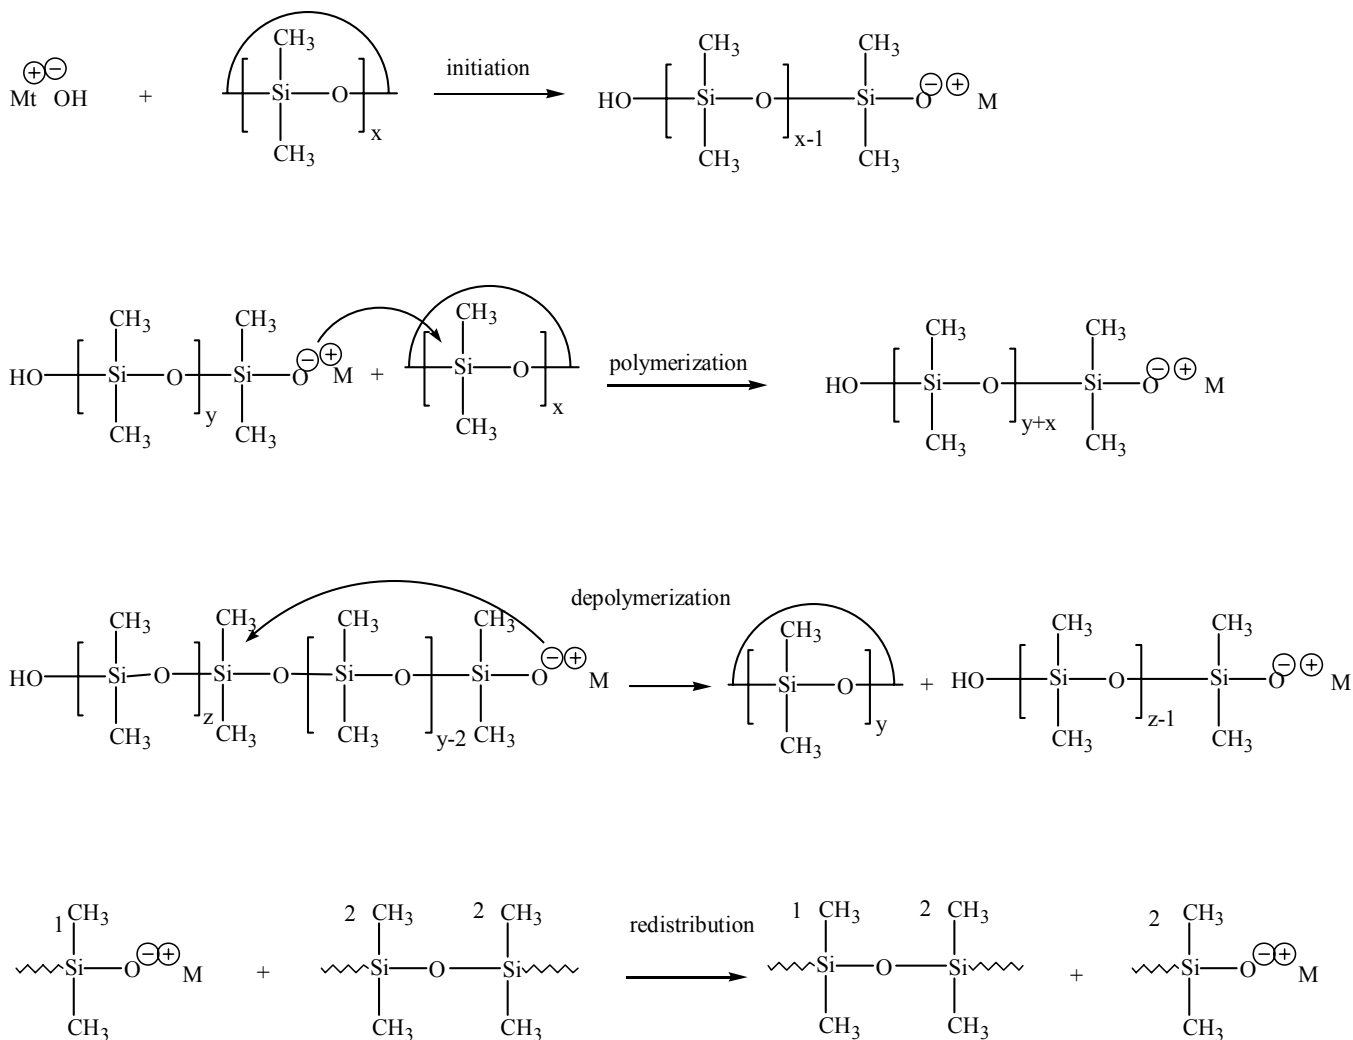 CH3 CH3 CH3
Mt OH + [ Si O ]x initiation HO [ Si O ]x-1 Si O⊖ ⊕ M
CH3 CH3 CH3
CH3 CH3 CH3 CH3 CH3
HO [ Si O ]y Si O⊖⊕ M + [ Si O ]x polymerization HO [ Si O ]y+x Si O⊖ ⊕ M
CH3 CH3 CH3 CH3 CH3
depolymerization
CH3 CH3 CH3 CH3 CH3 CH3 CH3
HO [ Si O ]z Si O [ Si O ]y-2 Si O⊖⊕ M [ Si O ]y + HO [ Si O ]z-1 Si O⊖ ⊕ M
CH3 CH3 CH3 CH3 CH3 CH3 CH3
1 CH3 2 CH3 2 CH3 redistribution 1 CH3 2 CH3 2 CH3
Si O⊖⊕ M + Si O Si Si O Si + Si O⊖⊕ M
CH3 CH3 CH3 CH3 CH3 CH3